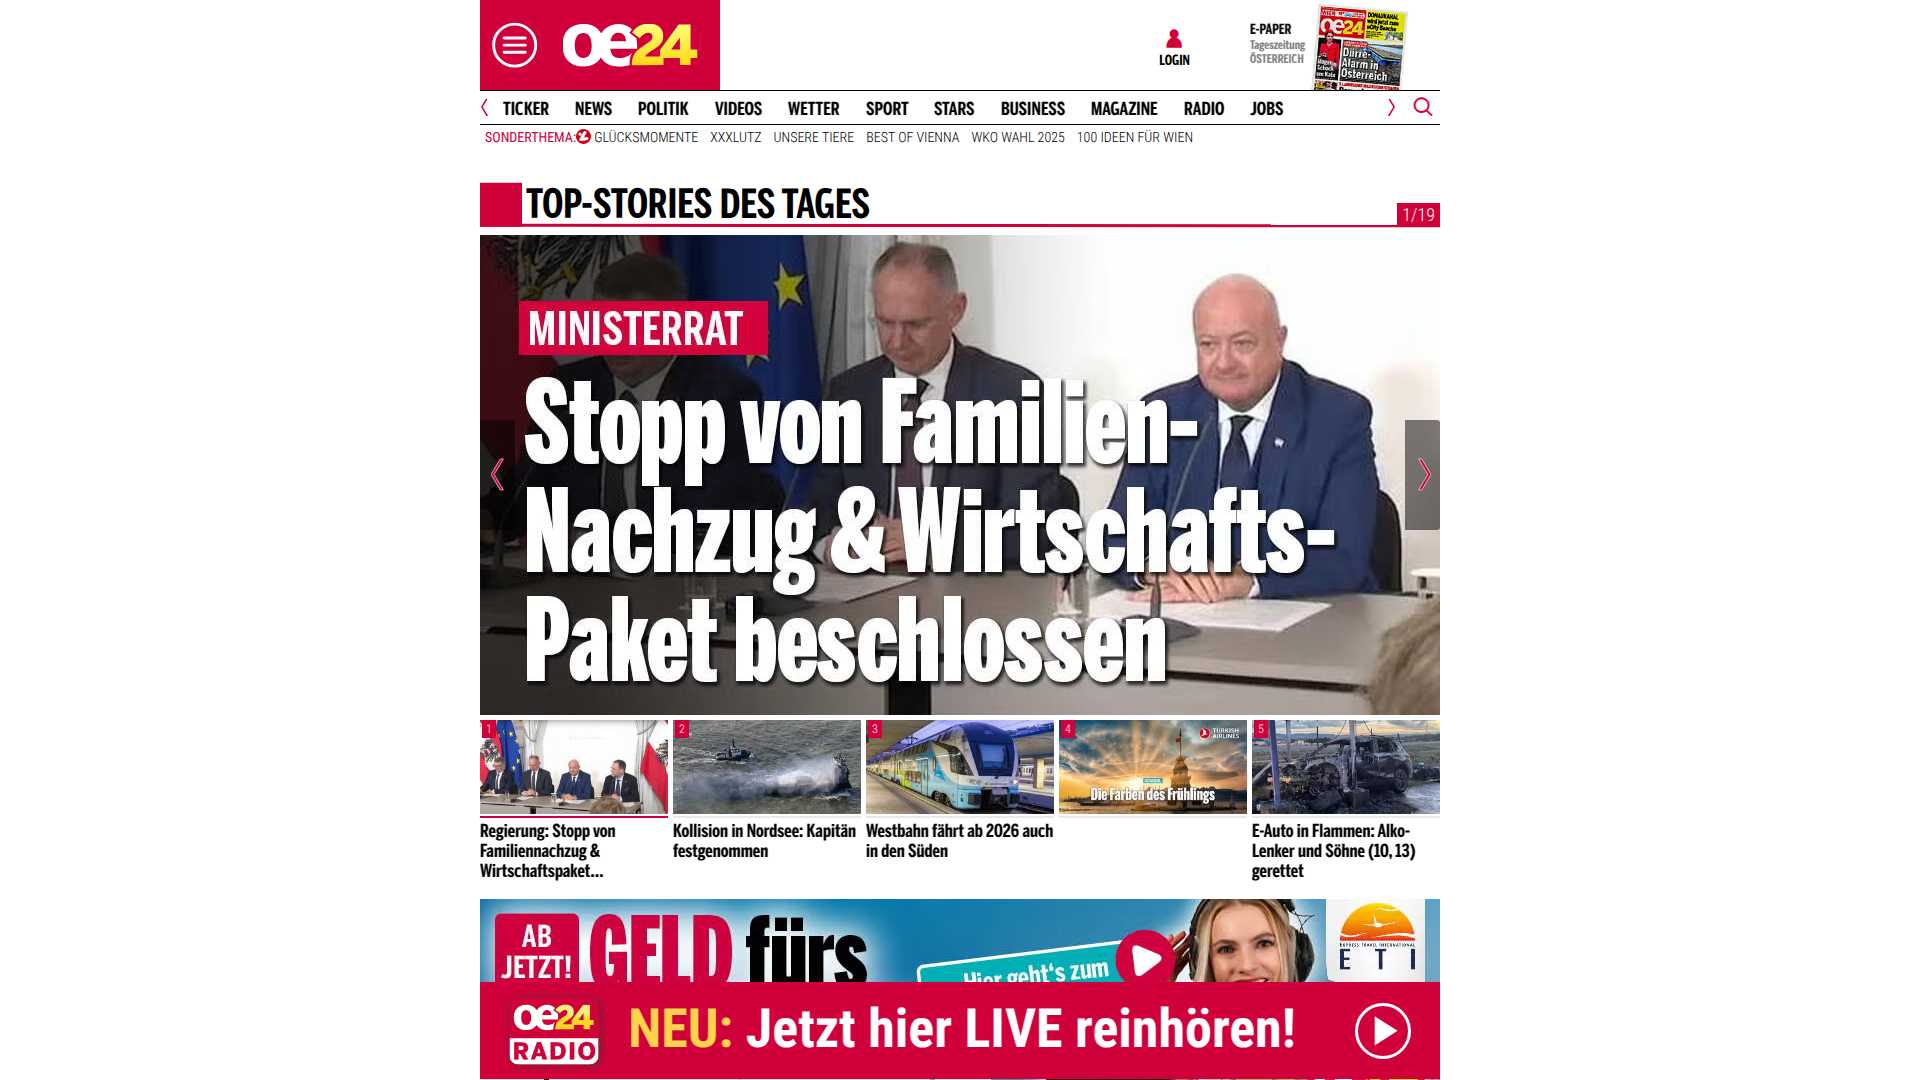 oe24
LOGIN
E-PAPER
Tageszeitung
ÖSTERREICH
oe24
Dürre-
Alarm in
Österreich
TICKER NEWS POLITIK VIDEOS WETTER SPORT STARS BUSINESS MAGAZINE RADIO JOBS
SONDERTHEMA: GLÜCKSMOMENTE XXXLUTZ UNSERE TIERE BEST OF VIENNA WKO WAHL 2025 100 IDEEN FÜR WIEN
TOP-STORIES DES TAGES
1/19
MINISTERRAT
Stopp von Familien-
Nachzug & Wirtschafts-
Paket beschlossen
1
2
3
4
5
TURKISH
AIRLINES
Die Farben des Frühlings
Regierung: Stopp von
Familiennachzug &
Wirtschaftspaket...
Kollision in Nordsee: Kapitän
festgenommen
Westbahn fährt ab 2026 auch
in den Süden
E-Auto in Flammen: Alko-
Lenker und Söhne (10, 13)
gerettet
AB
JETZT!
GELD fürs
Hier geht's zum
EXPRESS TRAVEL INTERNATIONAL
ETI
oe24
RADIO
NEU: Jetzt hier LIVE reinhören!